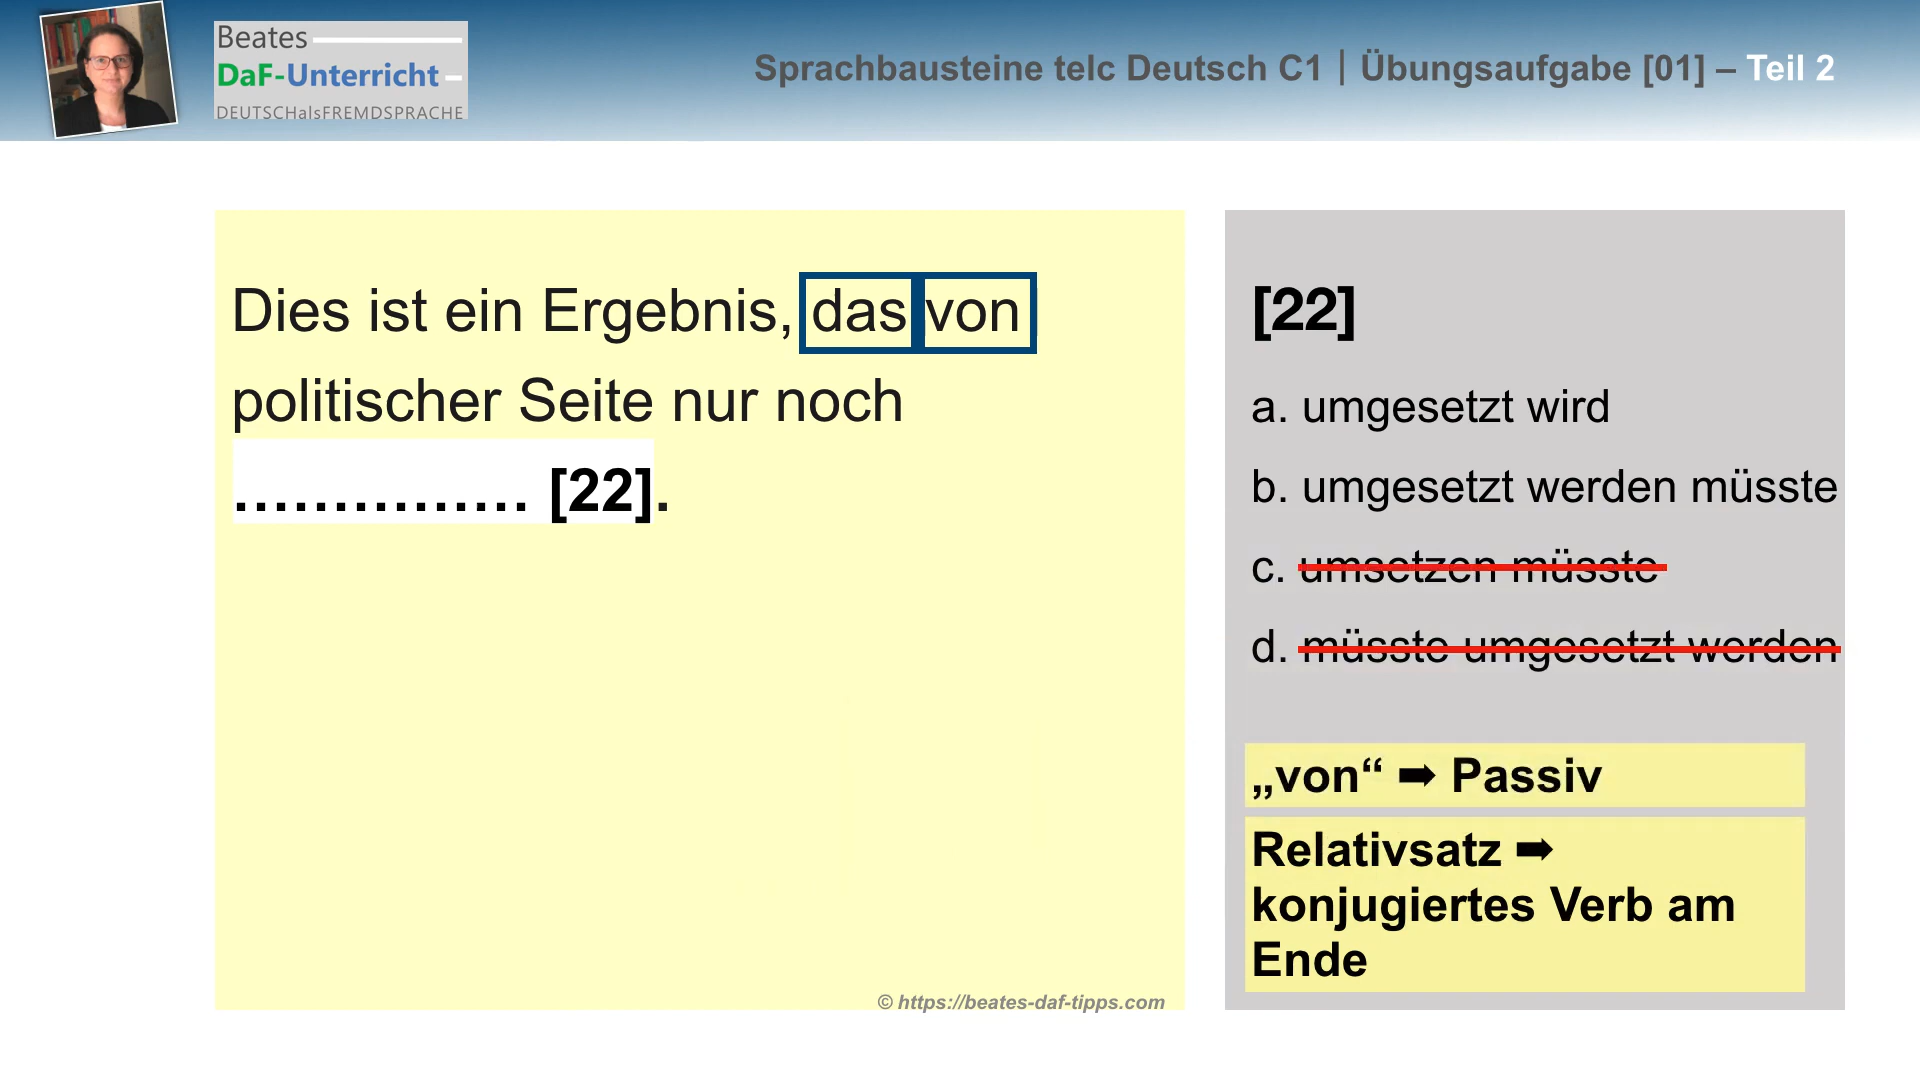 Beates
DaF-Unterricht
DEUTSCHalsFREMDSPRACHE
Sprachbausteine telc Deutsch C1 | Übungsaufgabe [01] – Teil 2
Dies ist ein Ergebnis, das von
politischer Seite nur noch
…………… [22].
© https://beates-daf-tipps.com
[22]
a. umgesetzt wird
b. umgesetzt werden müsste
c. umsetzen müsste
d. müsste umgesetzt werden
„von“ ➡ Passiv
Relativsatz ➡
konjugiertes Verb am
Ende